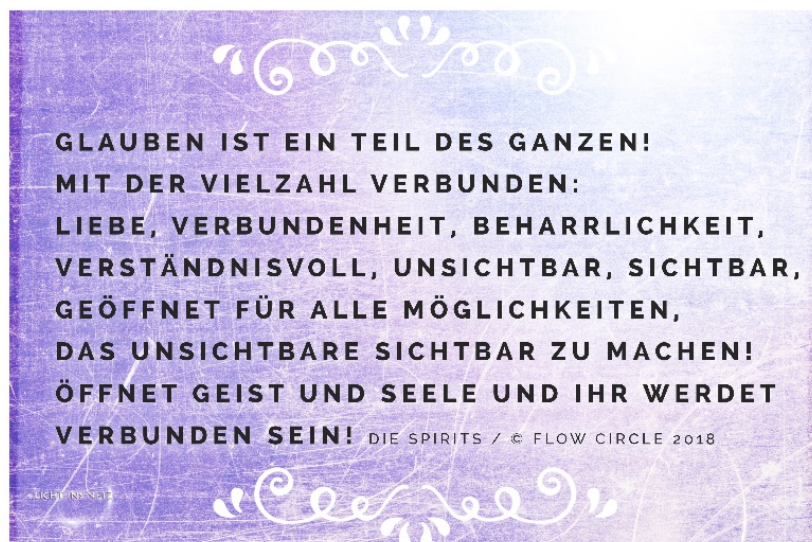 GLAUBEN IST EIN TEIL DES GANZEN!
MIT DER VIELZAHL VERBUNDEN:
LIEBE, VERBUNDENHEIT, BEHARRLICHKEIT,
VERSTÄNDNISVOLL, UNSICHTBAR, SICHTBAR,
GEÖFFNET FÜR ALLE MÖGLICHKEITEN,
DAS UNSICHTBARE SICHTBAR ZU MACHEN!
ÖFFNET GEIST UND SEELE UND IHR WERDET
VERBUNDEN SEIN! DIE SPIRITS / © FLOW CIRCLE 2018